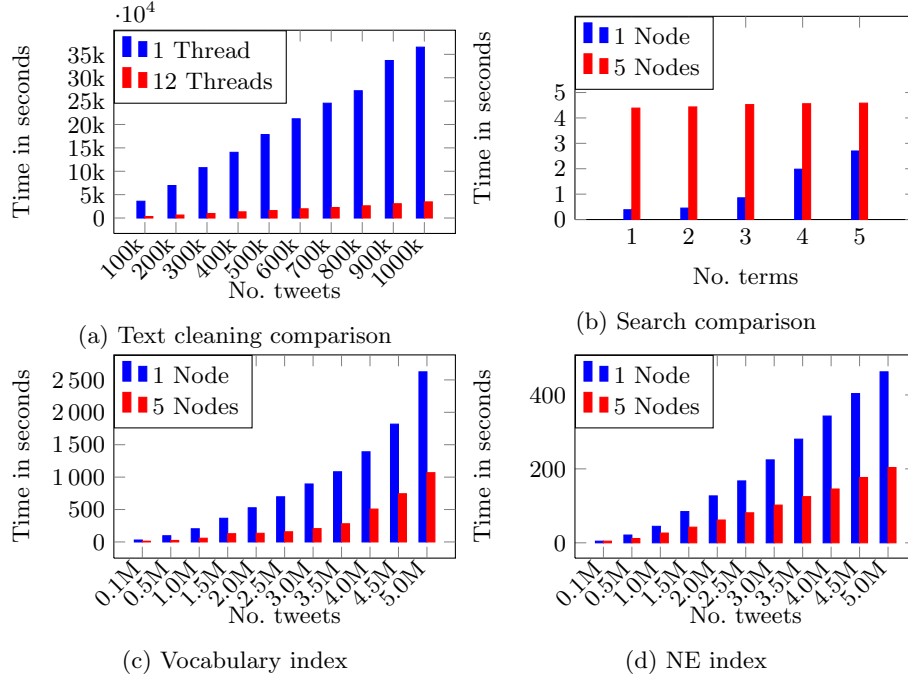 ·10⁴
Time in seconds
35k
30k
25k
20k
15k
10k
5k
0
1 Thread
12 Threads
100k
200k
300k
400k
500k
600k
700k
800k
900k
1000k
No. tweets
(a) Text cleaning comparison
Time in seconds
5
4
3
2
1
0
1 Node
5 Nodes
1
2
3
4
5
No. terms
(b) Search comparison
Time in seconds
2 500
2 000
1 500
1 000
500
0
1 Node
5 Nodes
0.1M
0.5M
1.0M
1.5M
2.0M
2.5M
3.0M
3.5M
4.0M
4.5M
5.0M
No. tweets
(c) Vocabulary index
Time in seconds
400
200
0
1 Node
5 Nodes
0.1M
0.5M
1.0M
1.5M
2.0M
2.5M
3.0M
3.5M
4.0M
4.5M
5.0M
No. tweets
(d) NE index